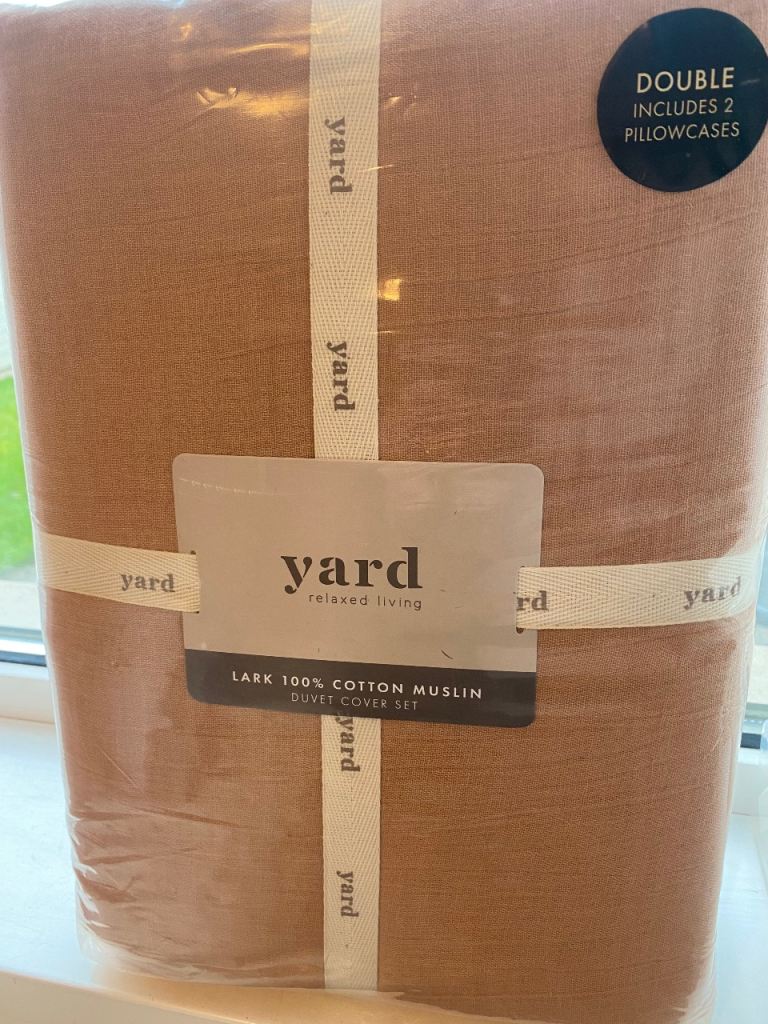 yard
DOUBLE
INCLUDES 2
PILLOWCASES
yard
yard
relaxed living
yard
rd
yard
LARK 100% COTTON MUSLIN
DUVET COVER SET
yard
yard